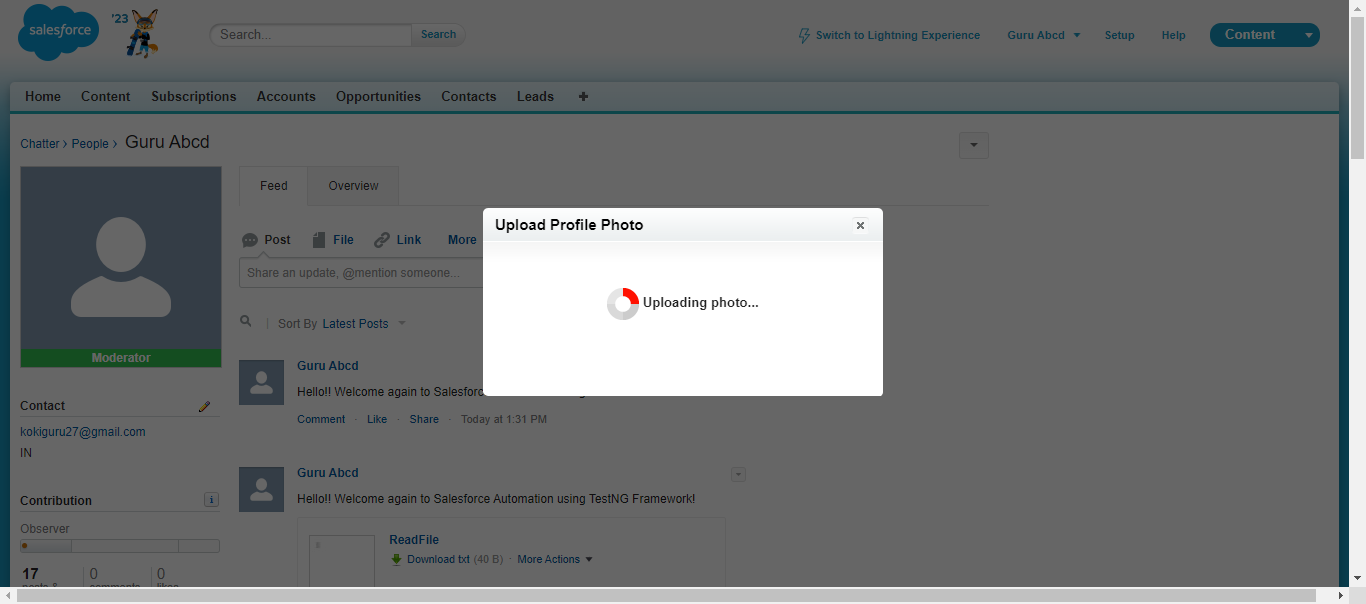 salesforce
'23
Search...
Search
Switch to Lightning Experience
Guru Abcd
Setup
Help
Content
Home
Content
Subscriptions
Accounts
Opportunities
Contacts
Leads
Chatter › People › Guru Abcd
Feed
Overview
Post
File
Link
More
Share an update, @mention someone...
Sort By Latest Posts
Upload Profile Photo
Uploading photo...
Moderator
Contact
kokiguru27@gmail.com
IN
Contribution
Observer
17
0
0
posts &
comments
likes
Guru Abcd
Hello!! Welcome again to Salesforc
Comment · Like · Share · Today at 1:31 PM
Guru Abcd
Hello!! Welcome again to Salesforce Automation using TestNG Framework!
ReadFile
Download txt (40 B) · More Actions